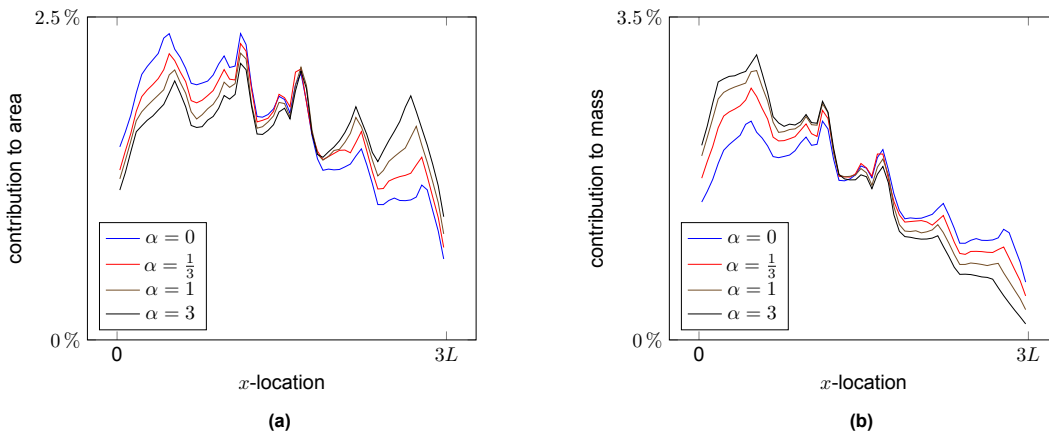 2.5 %
contribution to area
α = 0
α = 1/3
α = 1
α = 3
0 %
0
3L
x-location
(a)
3.5 %
contribution to mass
α = 0
α = 1/3
α = 1
α = 3
0 %
0
3L
x-location
(b)